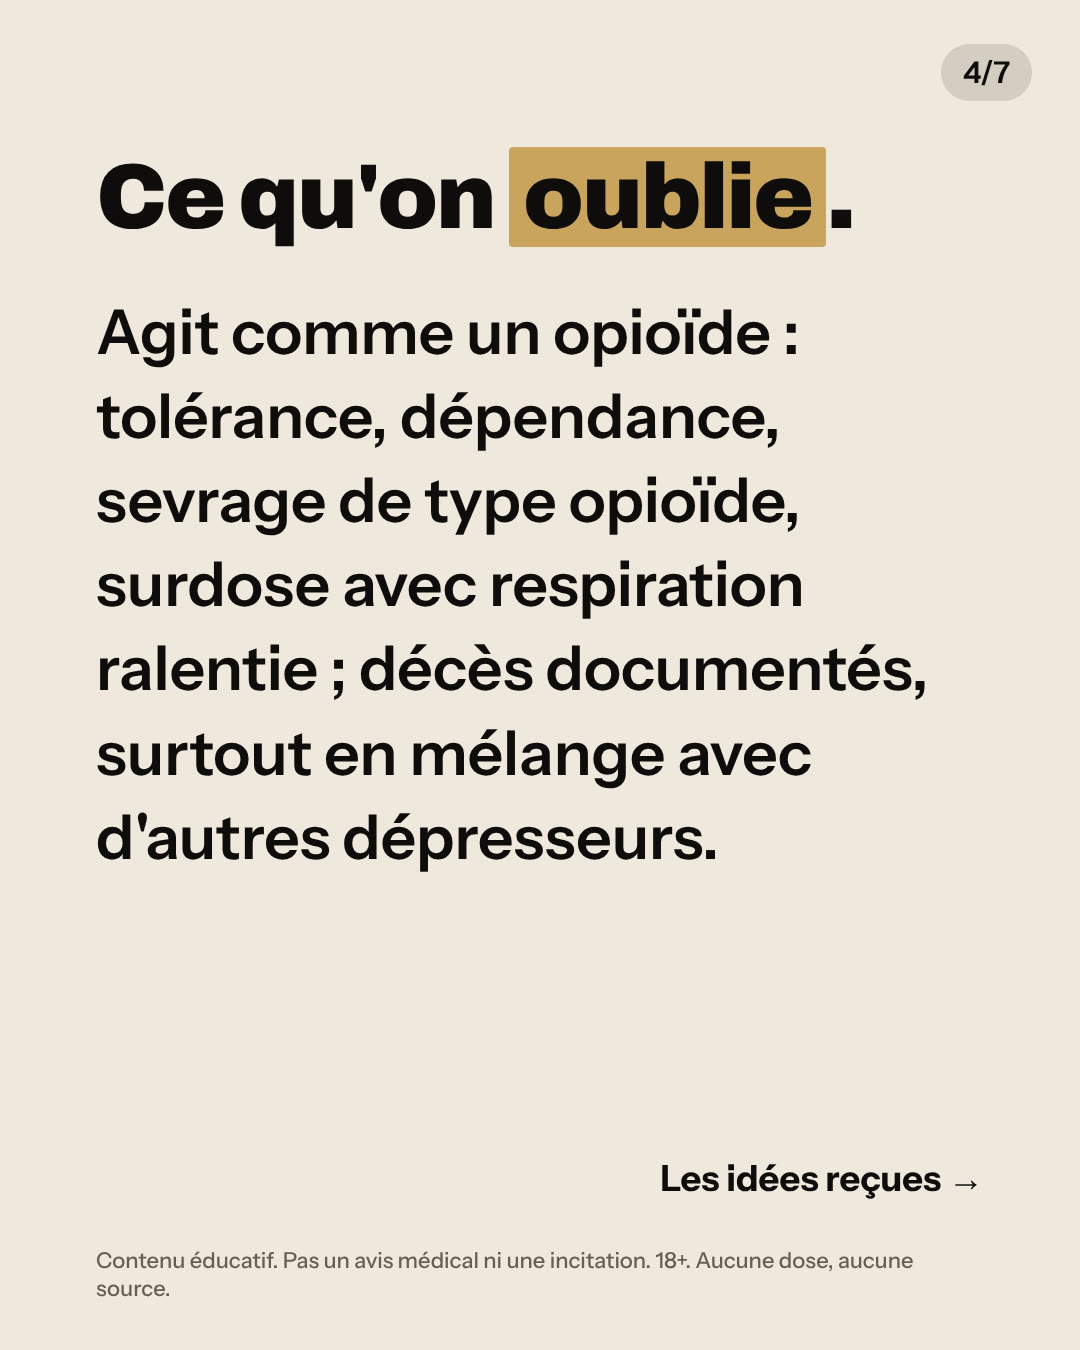 4/7
Ce qu'on oublie.
Agit comme un opioïde :
tolérance, dépendance,
sevrage de type opioïde,
surdose avec respiration
ralentie ; décès documentés,
surtout en mélange avec
d'autres dépresseurs.
Les idées reçues →
Contenu éducatif. Pas un avis médical ni une incitation. 18+. Aucune dose, aucune
source.